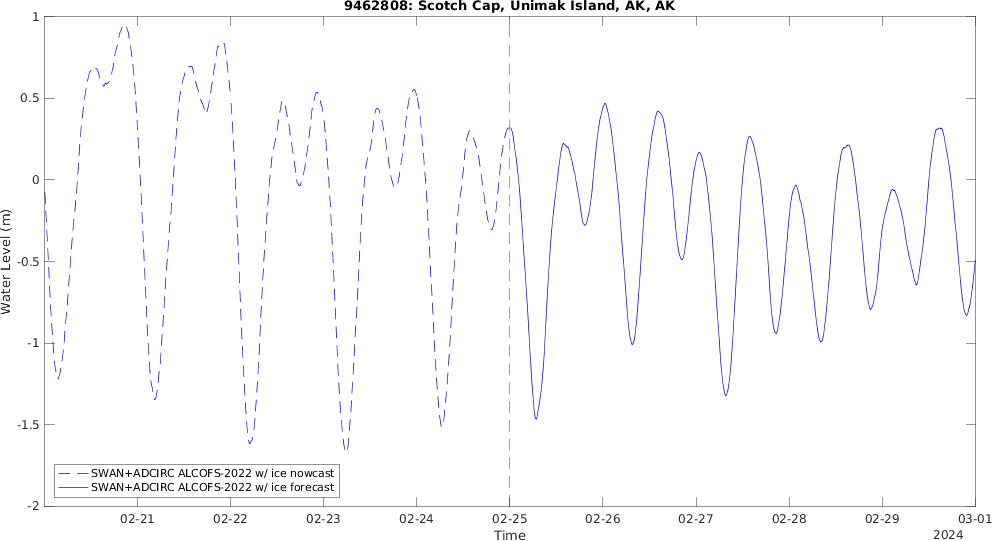 9462808: Scotch Cap, Unimak Island, AK, AK
1
0.5
0
-0.5
-1
-1.5
-2
Water Level (m)
SWAN+ADCIRC ALCOFS-2022 w/ ice nowcast
SWAN+ADCIRC ALCOFS-2022 w/ ice forecast
02-21 02-22 02-23 02-24 02-25 02-26 02-27 02-28 02-29 03-01
Time
2024